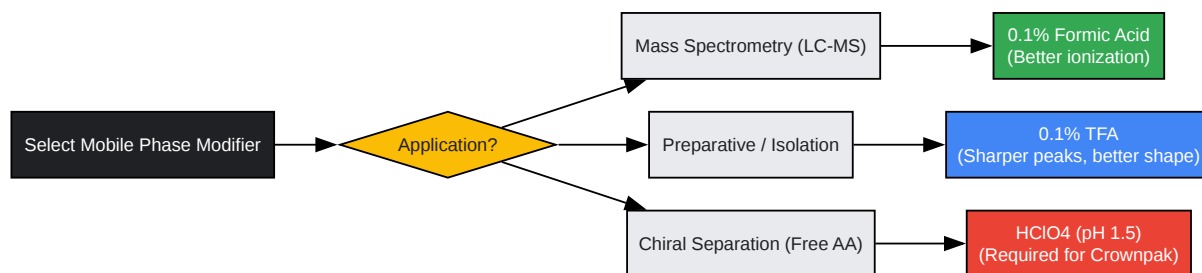 Select Mobile Phase Modifier
Application?
Mass Spectrometry (LC-MS)
0.1% Formic Acid
(Better ionization)
Preparative / Isolation
0.1% TFA
(Sharper peaks, better shape)
Chiral Separation (Free AA)
HClO4 (pH 1.5)
(Required for Crownpak)